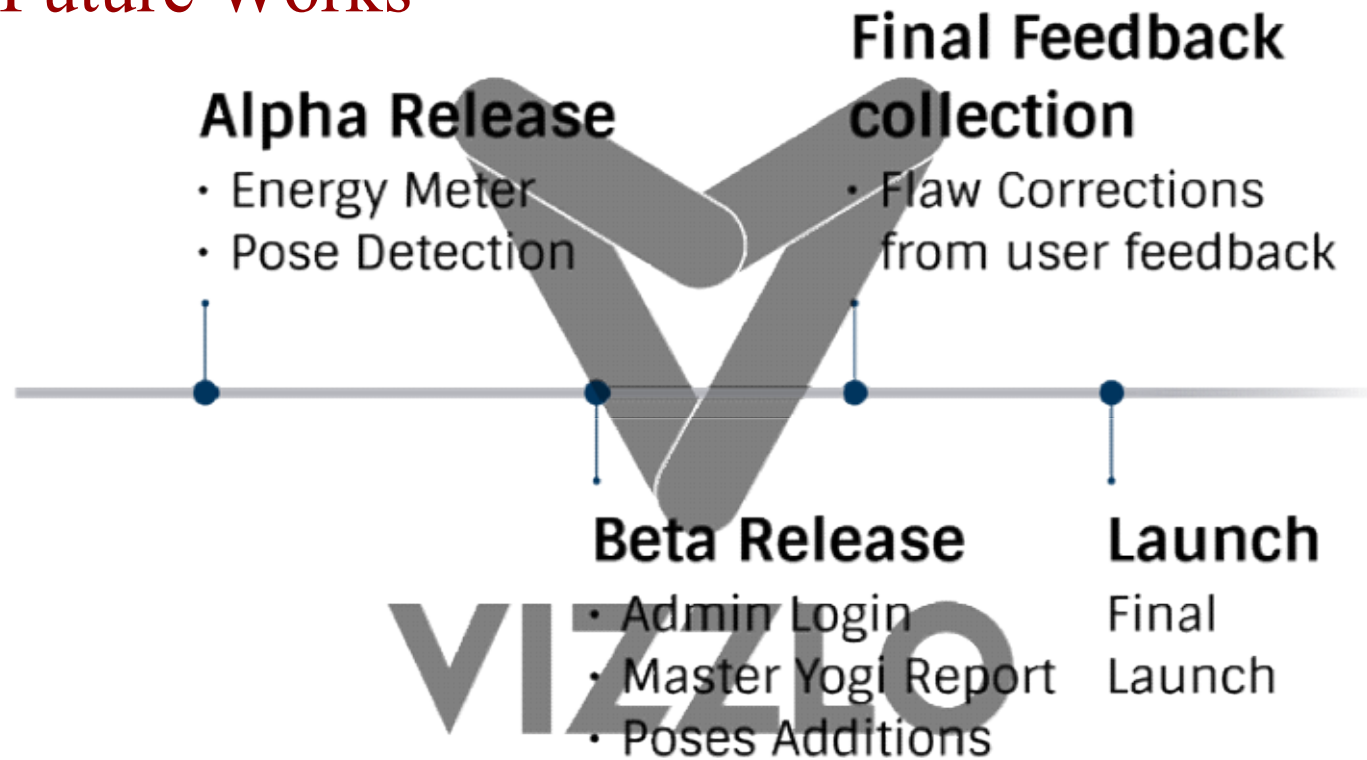 Future Works
Alpha Release
• Energy Meter
• Pose Detection
Final Feedback
collection
• Flaw Corrections
from user feedback
Beta Release
• Admin Login
• Master Yogi Report
• Poses Additions
Launch
Final
Launch
VIZZLO